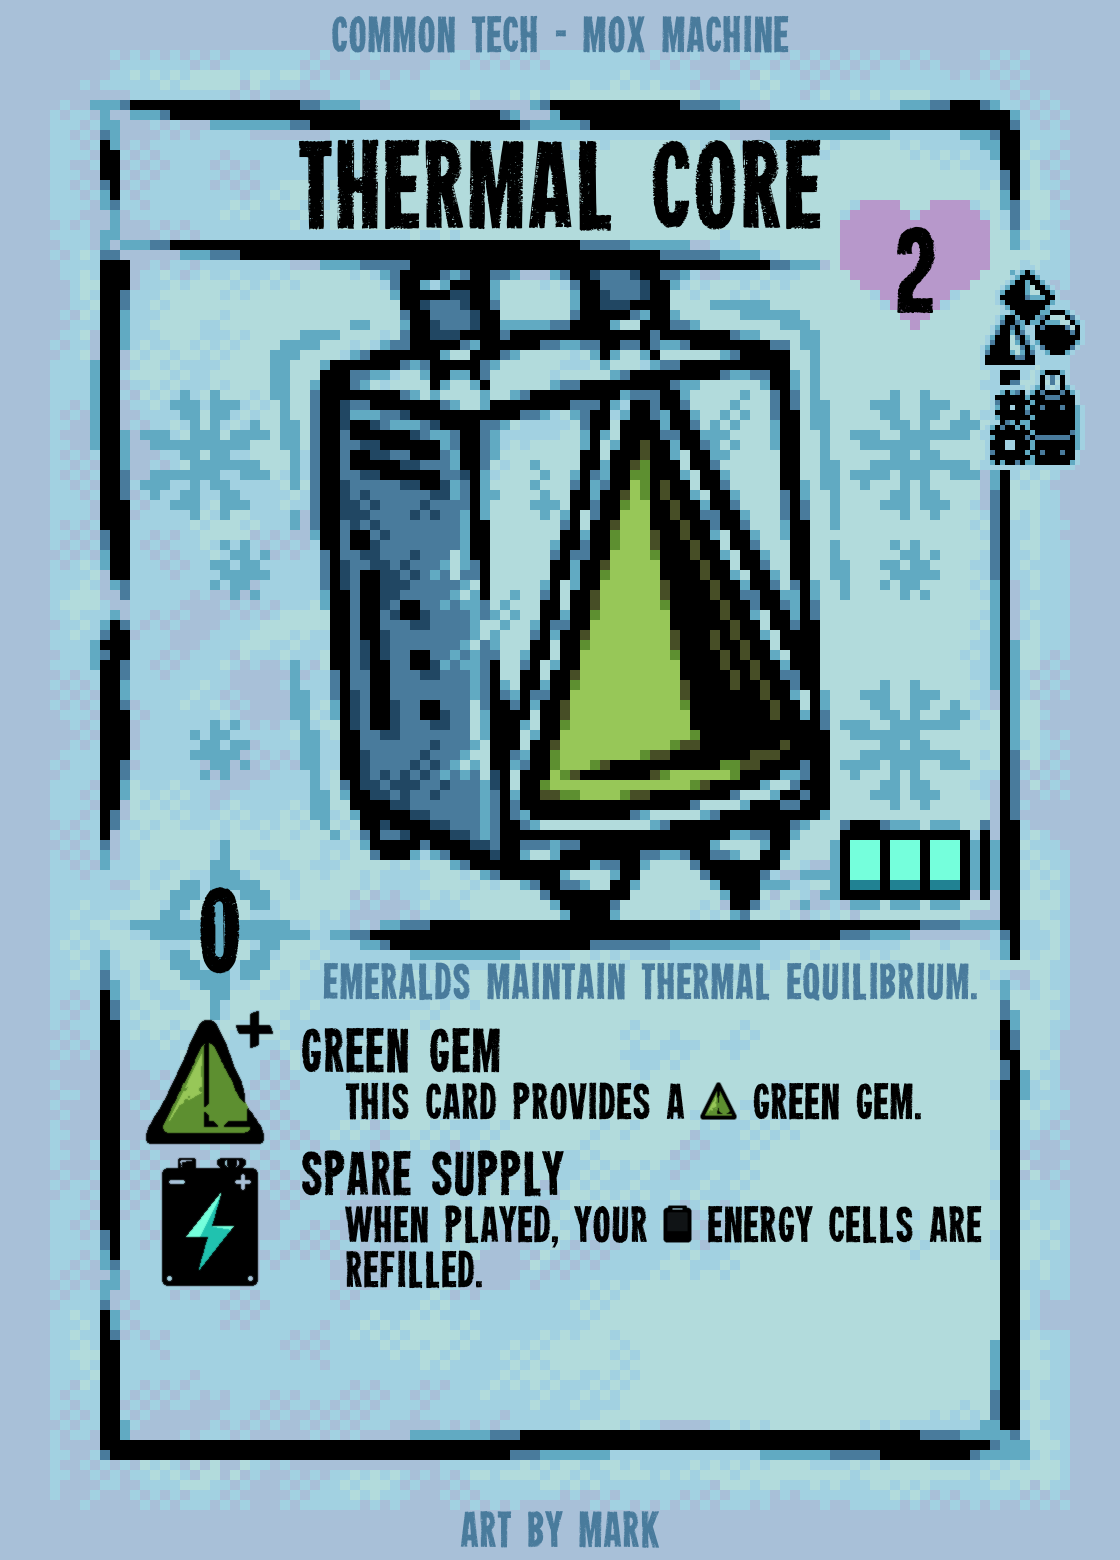 COMMON TECH - MOX MACHINE
THERMAL CORE
2
0
EMERALDS MAINTAIN THERMAL EQUILIBRIUM.
GREEN GEM
THIS CARD PROVIDES A GREEN GEM.
SPARE SUPPLY
WHEN PLAYED, YOUR ENERGY CELLS ARE
REFILLED.
ART BY MARK